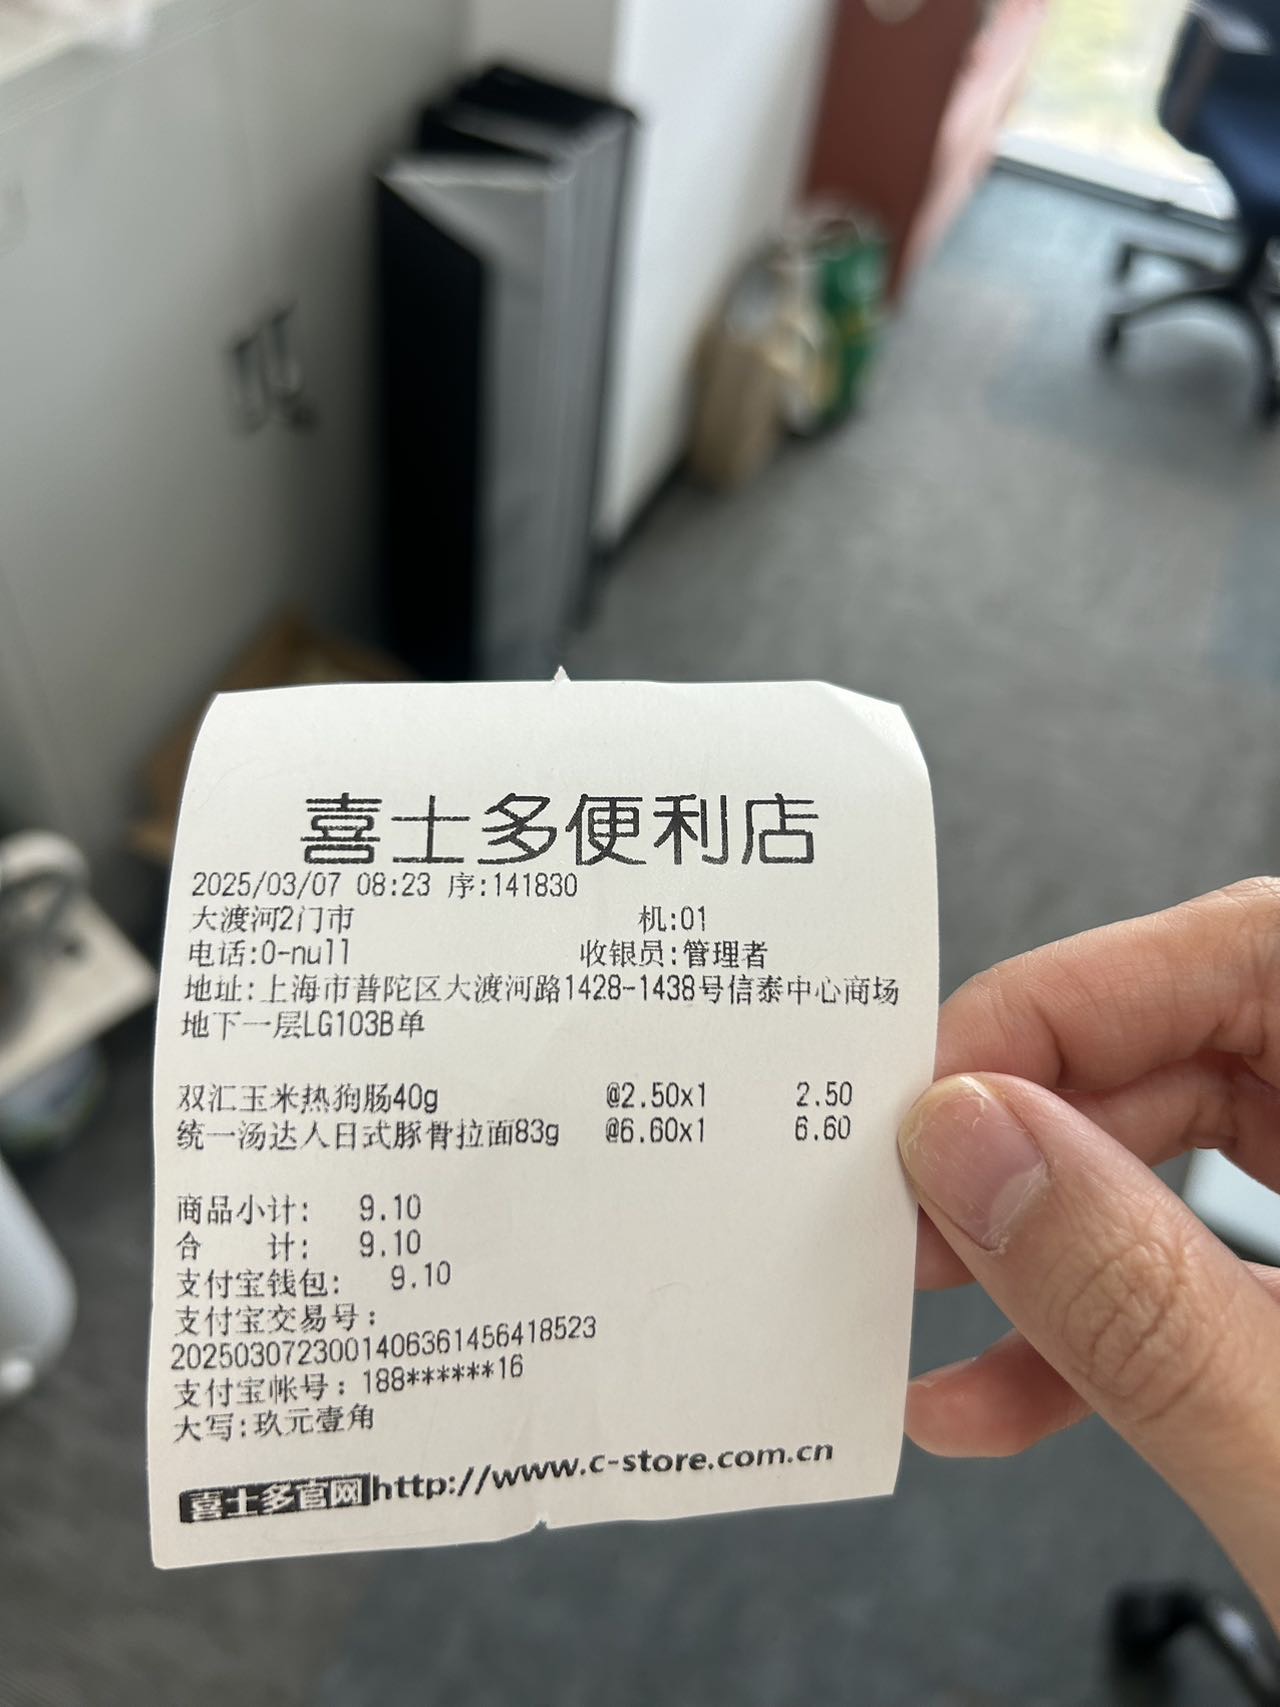 喜士多便利店
2025/03/07 08:23 序:141830
大渡河2门市 机:01
电话:0-null 收银员:管理者
地址:上海市普陀区大渡河路1428-1438号信泰中心商场
地下一层LG103B单
双汇玉米热狗肠40g @2.50x1 2.50
统一汤达人日式豚骨拉面83g @6.60x1 6.60
商品小计: 9.10
合 计: 9.10
支付宝钱包: 9.10
支付宝交易号:
2025030723001406361456418523
支付宝帐号:188******16
大写:玖元壹角
喜士多官网http://www.c-store.com.cn